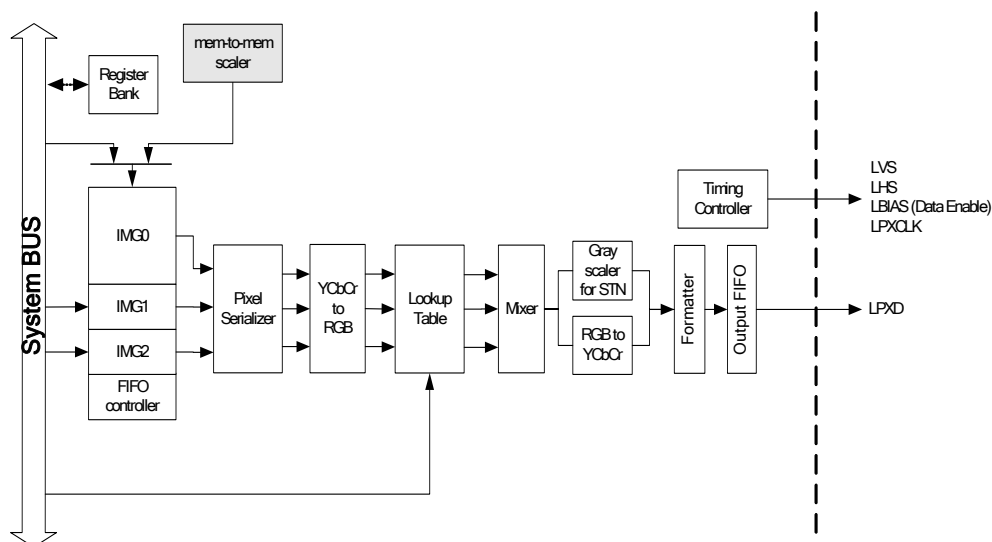 System BUS
Register
Bank
mem-to-mem
scaler
IMG0
IMG1
IMG2
FIFO
controller
Pixel
Serializer
YCbCr
to
RGB
Lookup
Table
Mixer
Gray
scaler
for STN
RGB to
YCbCr
Formatter
Output FIFO
Timing
Controller
LVS
LHS
LBIAS (Data Enable)
LPXCLK
LPXD